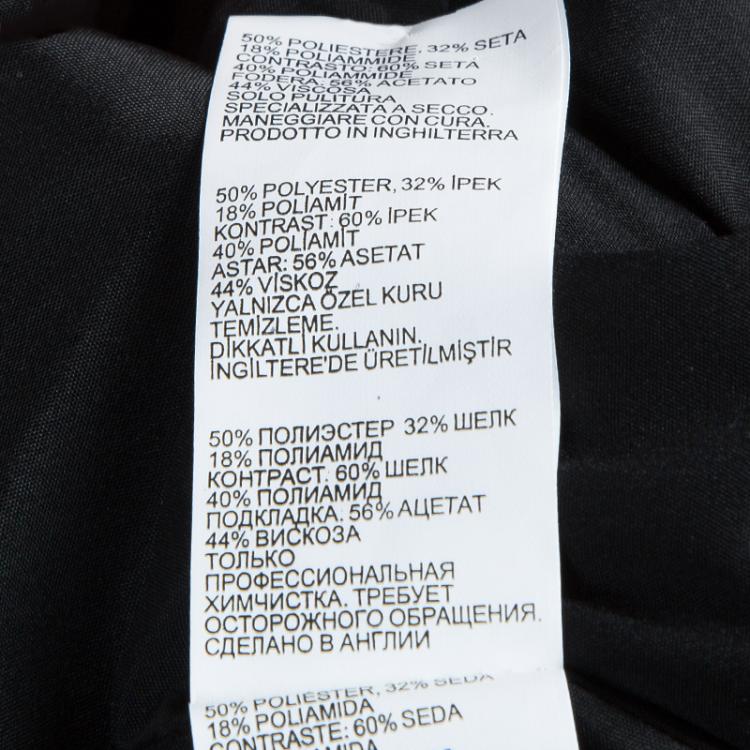 50% POLIESTERE, 32% SETA
18% POLIAMMIDE
CONTRASTO: 60% SETA
40% POLIAMMIDE
FODERA: 56% ACETATO
44% VISCOSA
SOLO PULITURA
SPECIALIZZATA A SECCO.
MANEGGIARE CON CURA.
PRODOTTO IN INGHILTERRA
50% POLYESTER, 32% İPEK
18% POLİAMİT
KONTRAST: 60% İPEK
40% POLİAMİT
ASTAR: 56% ASETAT
44% VİSKOZ
YALNIZCA ÖZEL KURU
TEMİZLEME.
DİKKATLİ KULLANIN.
İNGİLTERE'DE ÜRETİLMİŞTİR
50% ПОЛИЭСТЕР 32% ШЕЛК
18% ПОЛИАМИД
КОНТРАСТ. 60% ШЕЛК
40% ПОЛИАМИД
ПОДКЛАДКА. 56% АЦЕТАТ
44% ВИСКОЗА
ТОЛЬКО
ПРОФЕССИОНАЛЬНАЯ
ХИМЧИСТКА. ТРЕБУЕТ
ОСТОРОЖНОГО ОБРАЩЕНИЯ.
СДЕЛАНО В АНГЛИИ
50% POLIÉSTER, 32% SEDA
18% POLIAMIDA
CONTRASTE: 60% SEDA
40% POLIAMIDA